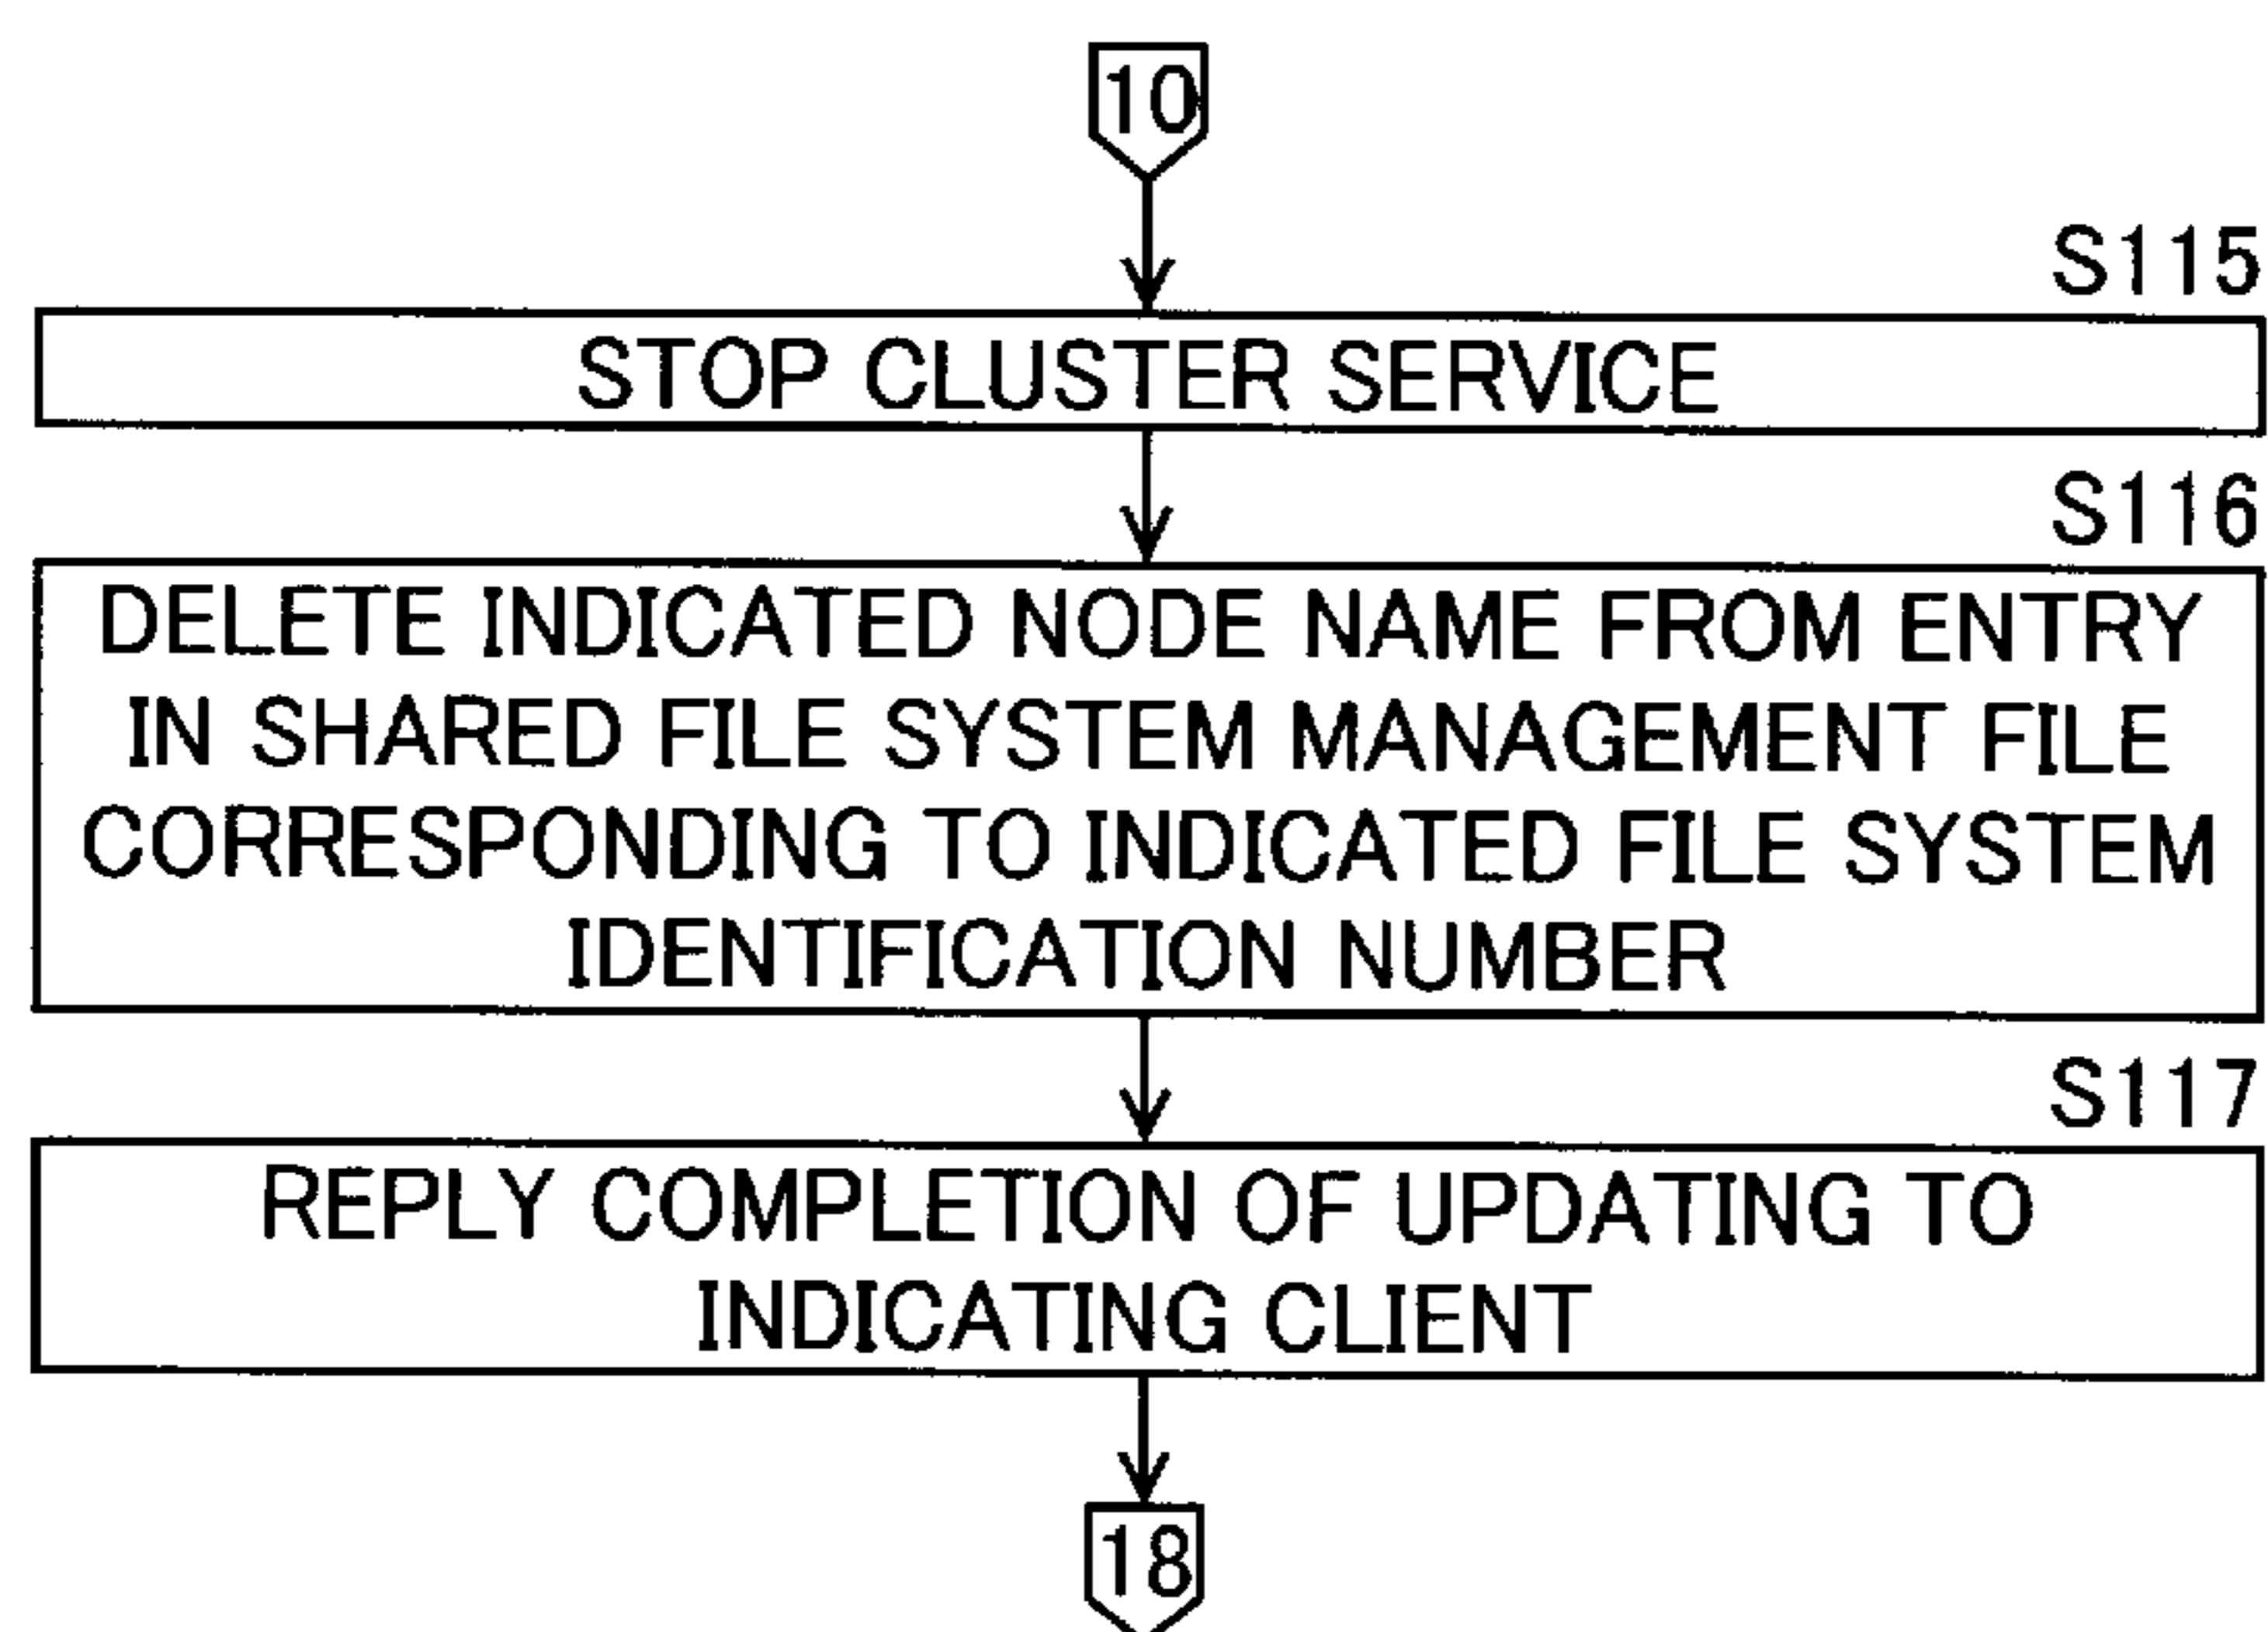 10
S115
STOP CLUSTER SERVICE
S116
DELETE INDICATED NODE NAME FROM ENTRY
IN SHARED FILE SYSTEM MANAGEMENT FILE
CORRESPONDING TO INDICATED FILE SYSTEM
IDENTIFICATION NUMBER
S117
REPLY COMPLETION OF UPDATING TO
INDICATING CLIENT
18